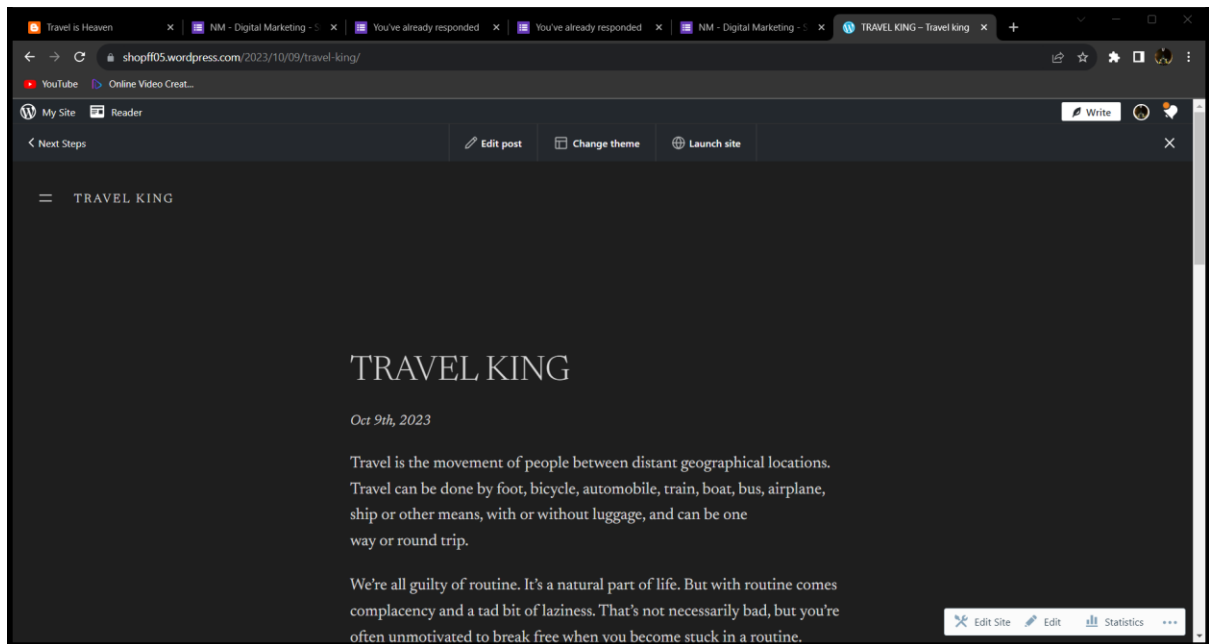 Travel is Heaven
NM - Digital Marketing - S
You've already responded
You've already responded
NM - Digital Marketing - S
TRAVEL KING – Travel king
shopff05.wordpress.com/2023/10/09/travel-king/
YouTube
Online Video Creat...
My Site
Reader
Write
Next Steps
Edit post
Change theme
Launch site
TRAVEL KING
TRAVEL KING
Oct 9th, 2023
Travel is the movement of people between distant geographical locations.
Travel can be done by foot, bicycle, automobile, train, boat, bus, airplane,
ship or other means, with or without luggage, and can be one
way or round trip.
We're all guilty of routine. It's a natural part of life. But with routine comes
complacency and a tad bit of laziness. That's not necessarily bad, but you're
often unmotivated to break free when you become stuck in a routine.
Edit Site
Edit
Statistics